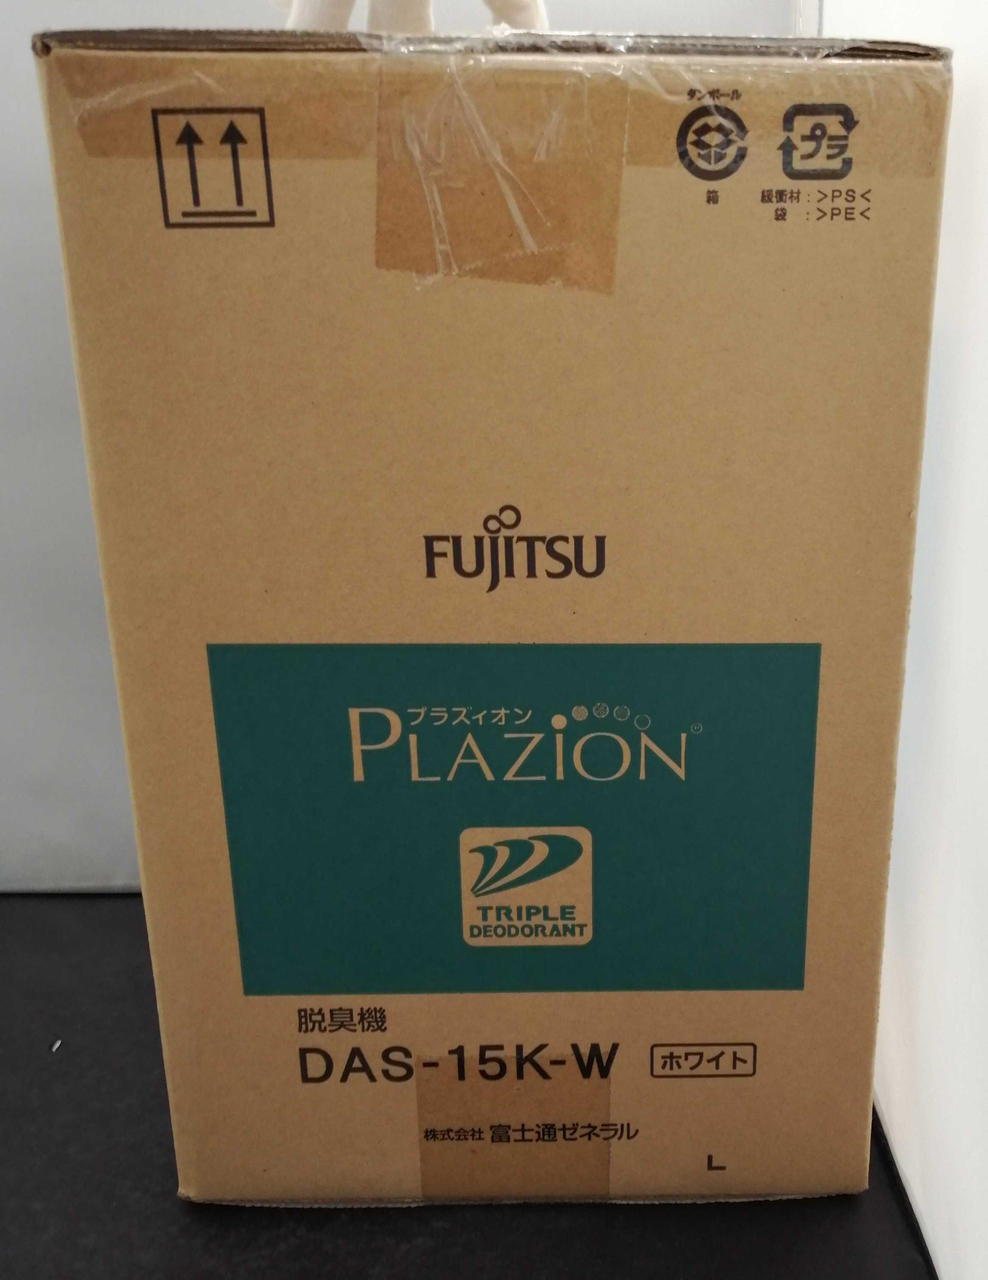 ダンボール
プラ
箱
緩衝材 : >PS<
袋 : >PE<
FUJITSU
プラズィオン
PLAZION
TRIPLE
DEODORANT
脱臭機
DAS-15K-W ホワイト
株式会社 富士通ゼネラル
L